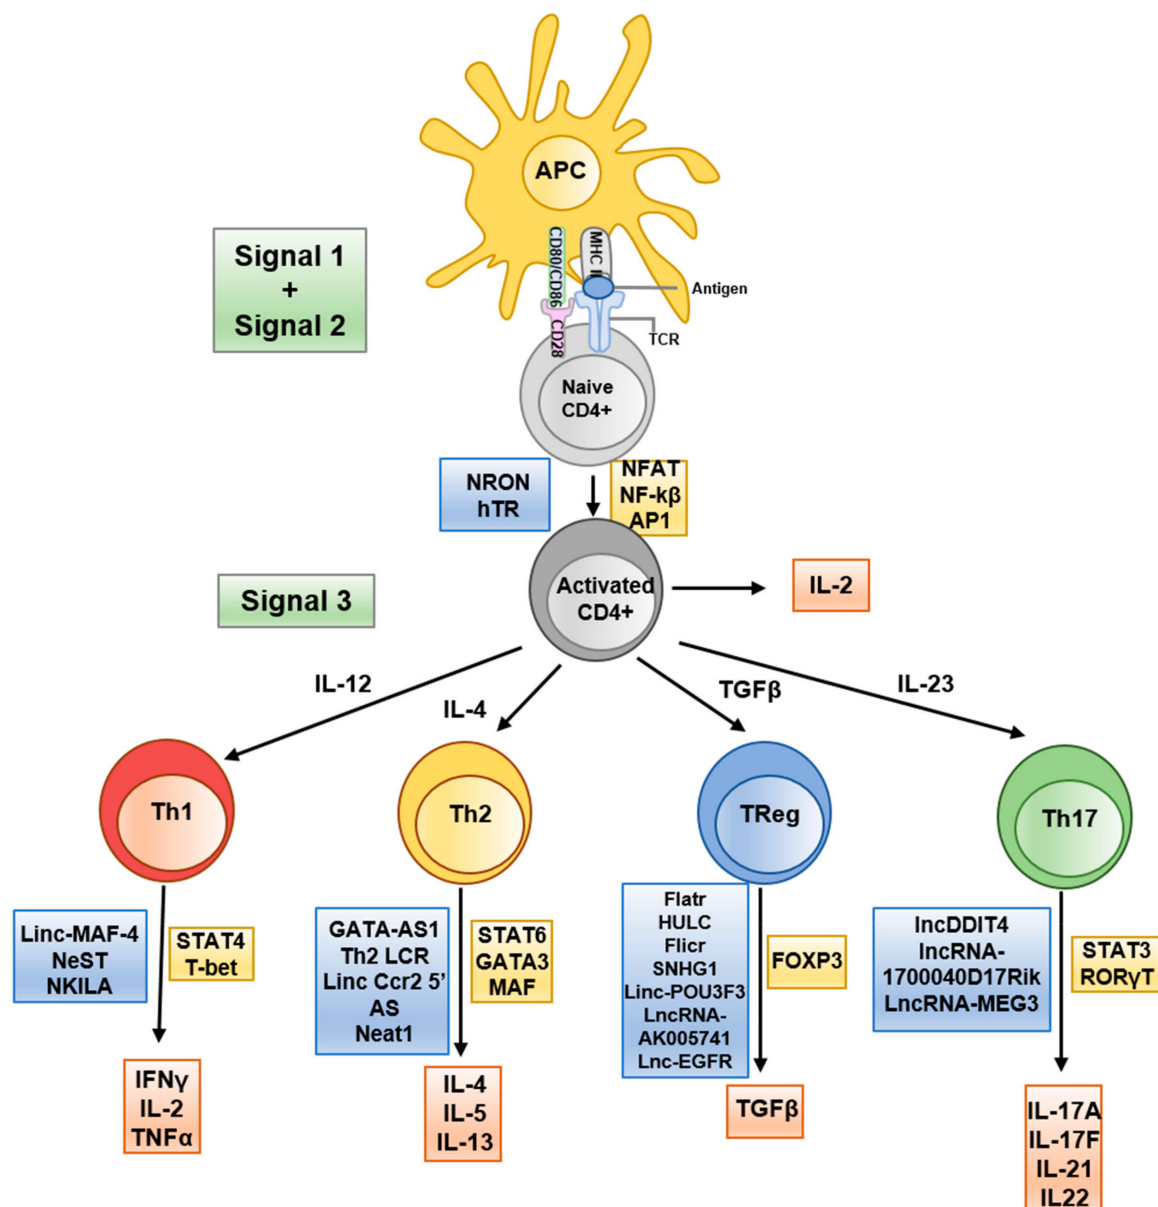 APC
CD80/CD86
MHC II
Signal 1
+
Signal 2
Antigen
CD28
TCR
Naive
CD4+
NRON
hTR
NFAT
NF-kβ
AP1
Activated
CD4+
IL-2
Signal 3
IL-12
IL-4
TGFβ
IL-23
Th1
Th2
TReg
Th17
Linc-MAF-4
NeST
NKILA
STAT4
T-bet
GATA-AS1
Th2 LCR
Linc Ccr2 5’
AS
Neat1
STAT6
GATA3
MAF
Flatr
HULC
Flicr
SNHG1
Linc-POU3F3
LncRNA-
AK005741
Lnc-EGFR
FOXP3
lncDDIT4
lncRNA-
1700040D17Rik
LncRNA-MEG3
STAT3
RORγT
IFNγ
IL-2
TNFα
IL-4
IL-5
IL-13
TGFβ
IL-17A
IL-17F
IL-21
IL22